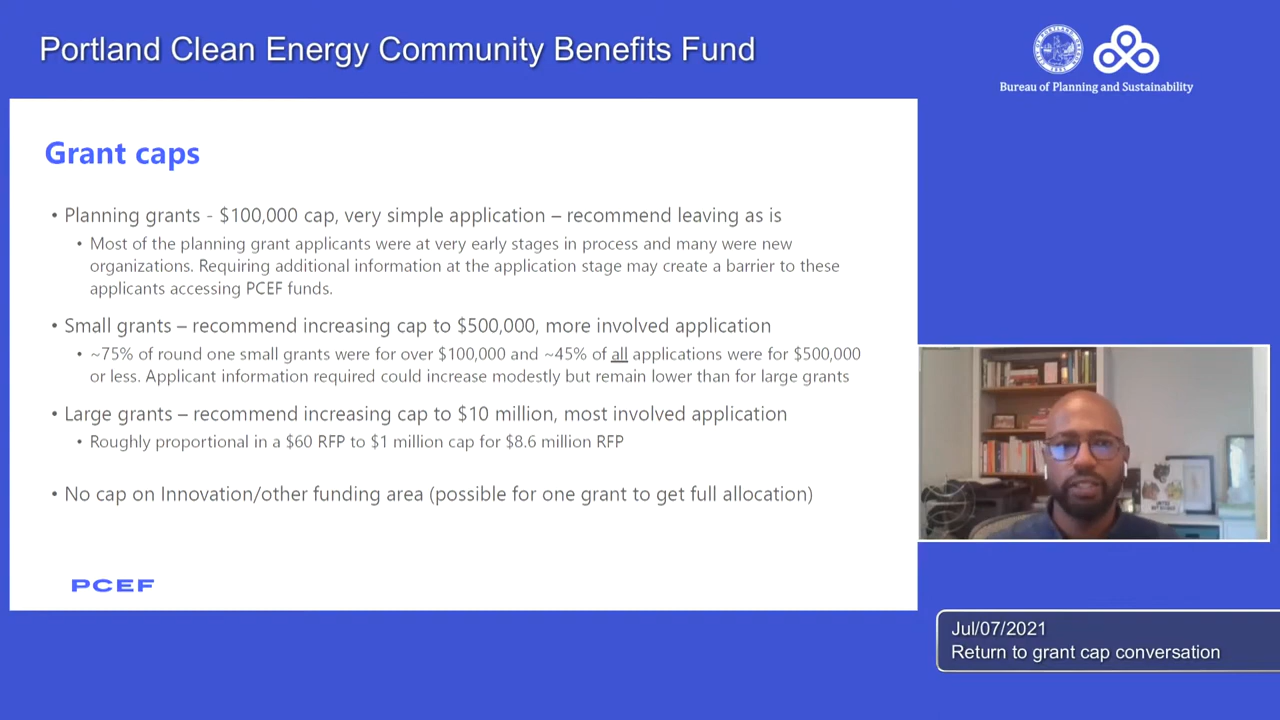 Portland Clean Energy Community Benefits Fund
Bureau of Planning and Sustainability
Grant caps
• Planning grants - $100,000 cap, very simple application – recommend leaving as is
• Most of the planning grant applicants were at very early stages in process and many were new
organizations. Requiring additional information at the application stage may create a barrier to these
applicants accessing PCEF funds.
• Small grants – recommend increasing cap to $500,000, more involved application
• ~75% of round one small grants were for over $100,000 and ~45% of all applications were for $500,000
or less. Applicant information required could increase modestly but remain lower than for large grants
• Large grants – recommend increasing cap to $10 million, most involved application
• Roughly proportional in a $60 RFP to $1 million cap for $8.6 million RFP
• No cap on Innovation/other funding area (possible for one grant to get full allocation)
PCEF
Jul/07/2021
Return to grant cap conversation